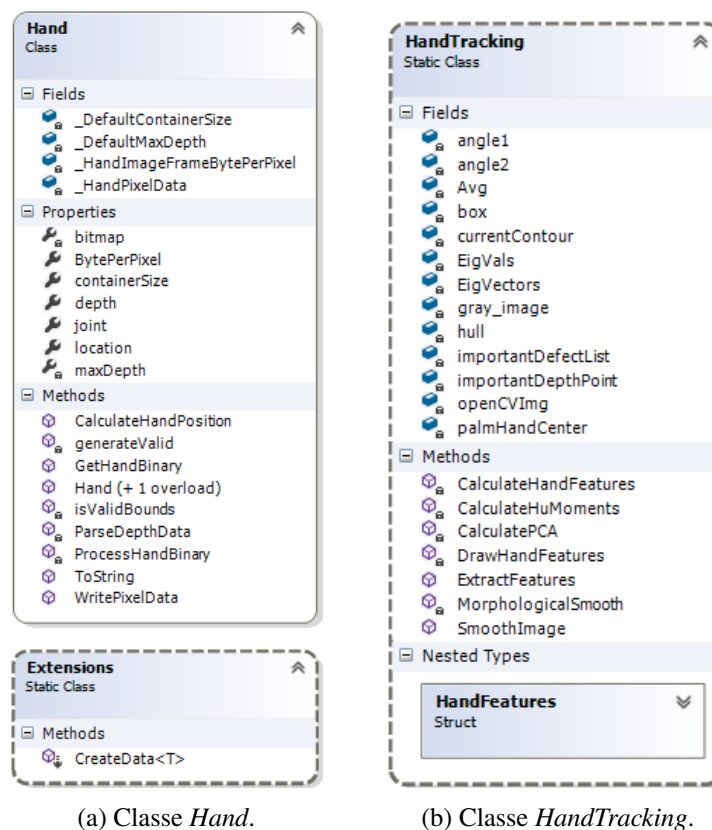 Hand
Class
Fields
_DefaultContainerSize
_DefaultMaxDepth
_HandImageFrameBytePerPixel
_HandPixelData
Properties
bitmap
BytePerPixel
containerSize
depth
joint
location
maxDepth
Methods
CalculateHandPosition
generateValid
GetHandBinary
Hand (+ 1 overload)
isValidBounds
ParseDepthData
ProcessHandBinary
ToString
WritePixelData
Extensions
Static Class
Methods
CreateData<T>
(a) Classe Hand.
HandTracking
Static Class
Fields
angle1
angle2
Avg
box
currentContour
EigVals
EigVectors
gray_image
hull
importantDefectList
importantDepthPoint
openCVImg
palmHandCenter
Methods
CalculateHandFeatures
CalculateHuMoments
CalculatePCA
DrawHandFeatures
ExtractFeatures
MorphologicalSmooth
SmoothImage
Nested Types
HandFeatures
Struct
(b) Classe HandTracking.